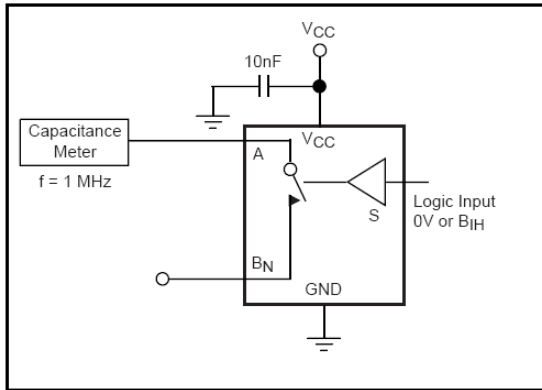 VCC
10nF
Capacitance
Meter
f = 1 MHz
VCC
A
S
Logic Input
0V or BIH
BN
GND